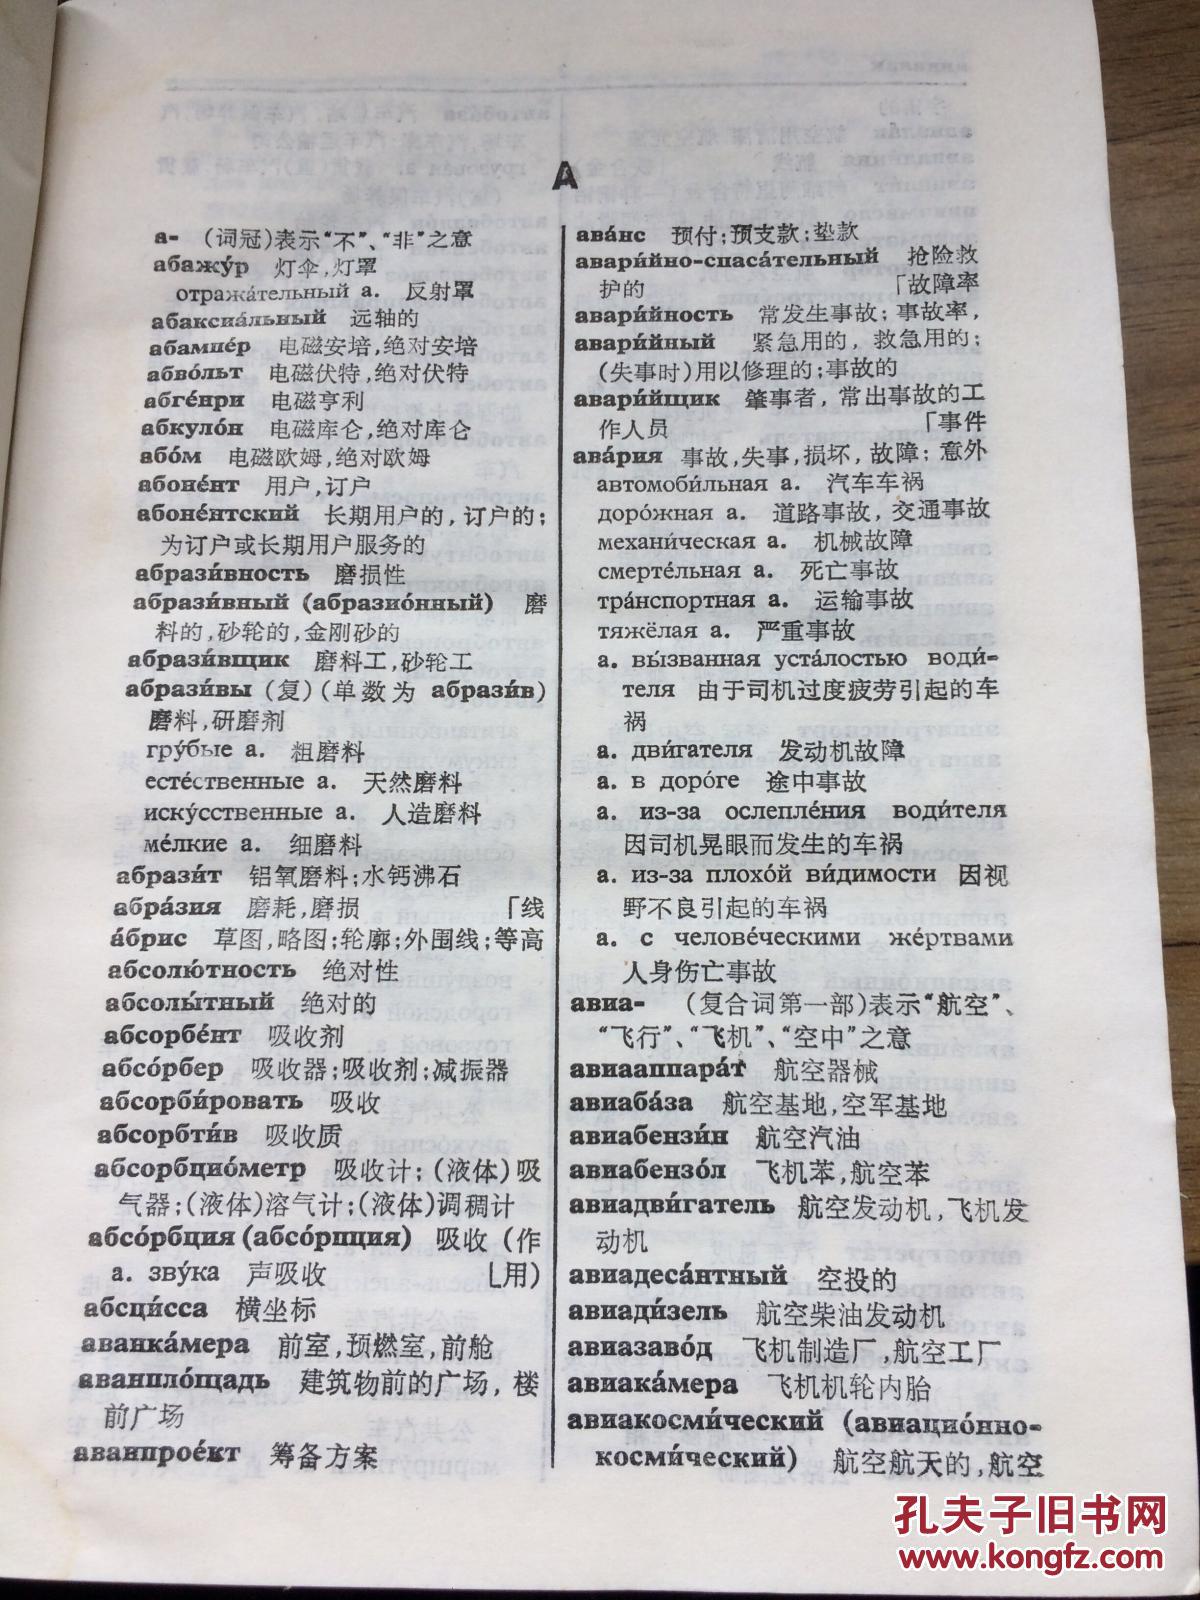 А
а- (词冠)表示“不”、“非”之意
абажу́р 灯伞,灯罩
отража́тельный а. 反射罩
абаксиа́льный 远轴的
абампе́р 电磁安培,绝对安培
абво́льт 电磁伏特,绝对伏特
абге́нри 电磁亨利
абкуло́н 电磁库仑,绝对库仑
або́м 电磁欧姆,绝对欧姆
абоне́нт 用户,订户
абоне́нтский 长期用户的,订户的;
为订户或长期用户服务的
абрази́вность 磨损性
абрази́вный (абразио́нный) 磨
料的,砂轮的,金刚砂的
абрази́вщик 磨料工,砂轮工
абрази́вы (复)(单数为 абрази́в)
磨料,研磨剂
гру́бые а. 粗磨料
есте́ственные а. 天然磨料
иску́сственные а. 人造磨料
ме́лкие а. 细磨料
абрази́т 铝氧磨料;水钙沸石
абра́зия 磨耗,磨损 「线
а́брис 草图,略图;轮廓;外围线;等高
абсолю́тность 绝对性
абсолы́тный 绝对的
абсорбе́нт 吸收剂
абсо́рбер 吸收器;吸收剂;减振器
абсорби́ровать 吸收
абсорбти́в 吸收质
абсорбцио́метр 吸收计;(液体)吸
气器;(液体)溶气计;(液体)调稠计
абсо́рбция (абсо́рпция) 吸收(作
а. зву́ка 声吸收 ⌊用)
абсци́сса 横坐标
аванка́мера 前室,预燃室,前舱
аванпло́щадь 建筑物前的广场,楼
前广场
аванпрое́кт 筹备方案
ава́нс 预付;预支款;垫款
авари́йно-спаса́тельный 抢险救
护的 「故障率
авари́йность 常发生事故;事故率,
авари́йный 紧急用的,救急用的;
(失事时)用以修理的;事故的
авари́йщик 肇事者,常出事故的工
作人员 「事件
ава́рия 事故,失事,损坏,故障;意外
автомоби́льная а. 汽车车祸
доро́жная а. 道路事故,交通事故
механи́ческая а. 机械故障
смерте́льная а. 死亡事故
тра́нспортная а. 运输事故
тяжёлая а. 严重事故
а. вы́званная уста́лостью води́-
теля 由于司机过度疲劳引起的车
祸
а. дви́гателя 发动机故障
а. в доро́ге 途中事故
а. из-за ослепле́ния води́теля
因司机晃眼而发生的车祸
а. из-за плохо́й ви́димости 因视
野不良引起的车祸
а. с челове́ческими же́ртвами
人身伤亡事故
авиа- (复合词第一部)表示“航空”、
“飞行”、“飞机”、“空中”之意
авиааппара́т 航空器械
авиаба́за 航空基地,空军基地
авиабензи́н 航空汽油
авиабензо́л 飞机苯,航空苯
авиадви́гатель 航空发动机,飞机发
动机
авиадеса́нтный 空投的
авиади́зель 航空柴油发动机
авиазаво́д 飞机制造厂,航空工厂
авиака́мера 飞机机轮内胎
авиакосми́ческий (авиацио́нно-
косми́ческий) 航空航天的,航空
孔夫子旧书网
www.kongfz.com